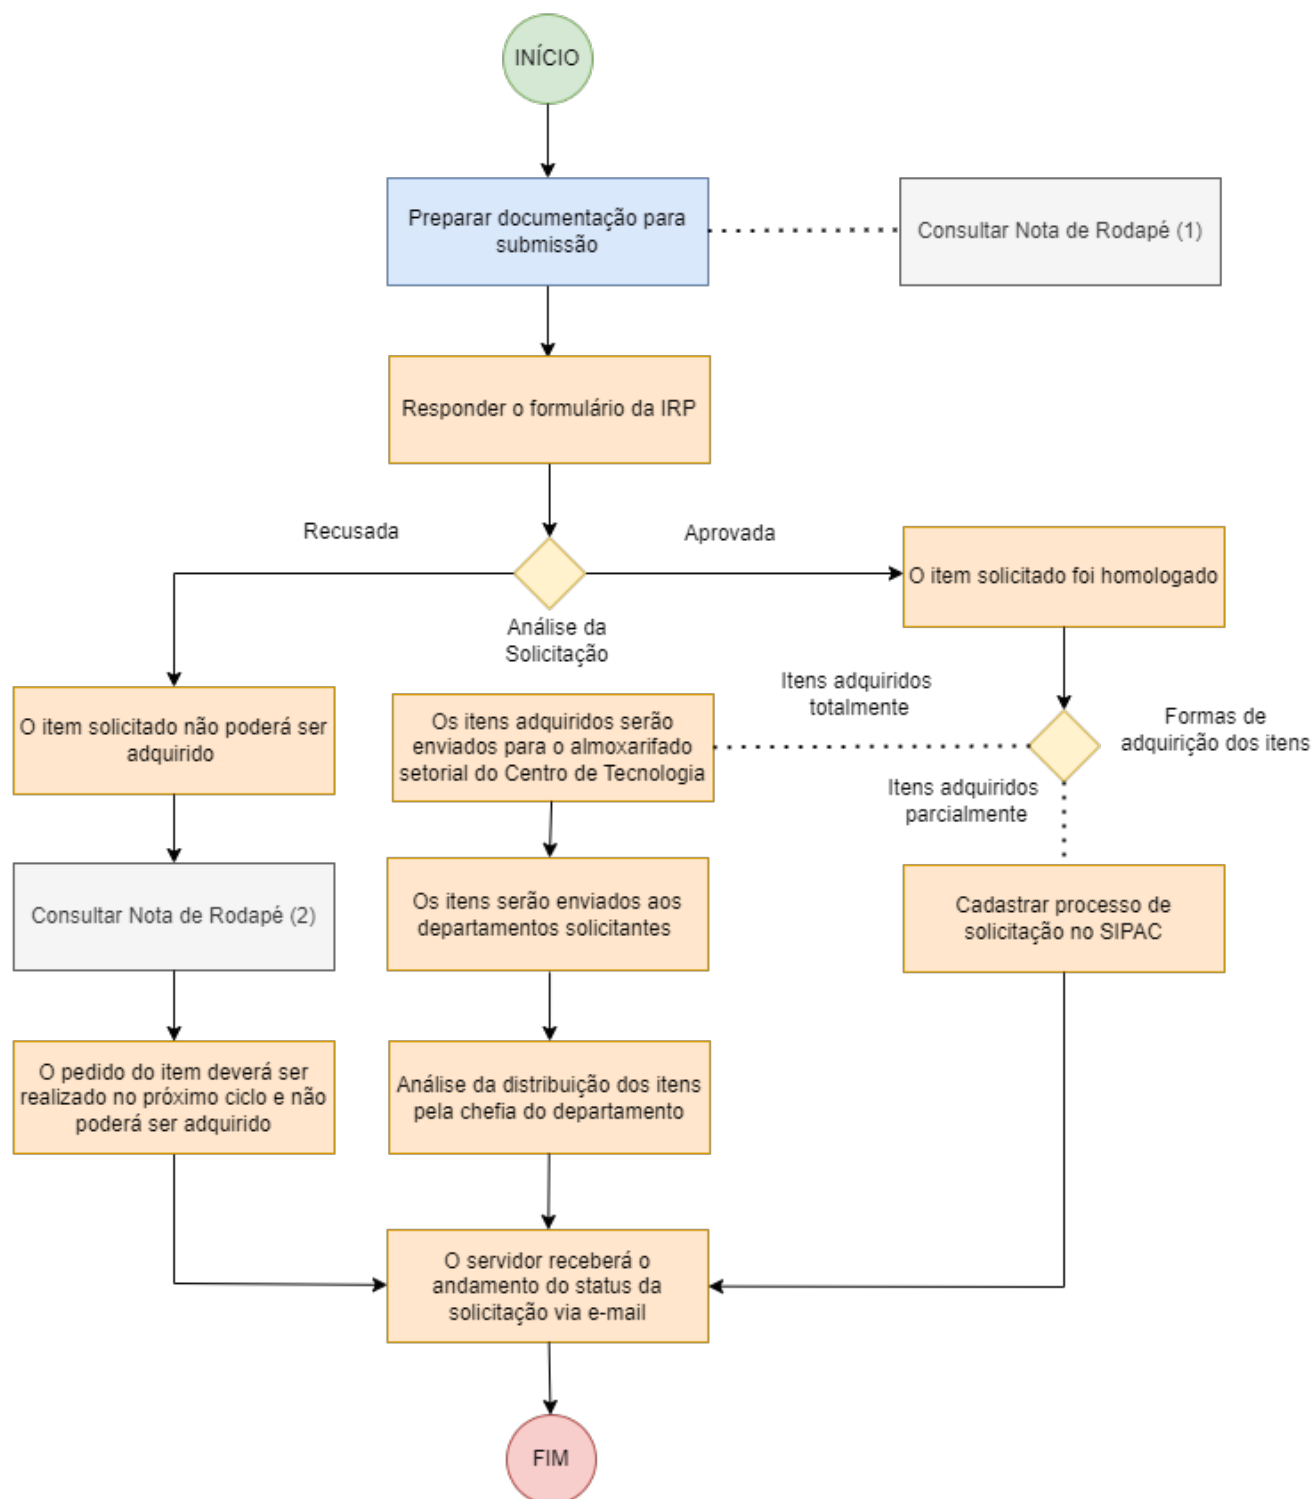 INÍCIO
Preparar documentação para
submissão
Consultar Nota de Rodapé (1)
Responder o formulário da IRP
Recusada
Aprovada
O item solicitado foi homologado
Análise da
Solicitação
Itens adquiridos
totalmente
Formas de
adquirição dos itens
O item solicitado não poderá ser
adquirido
Os itens adquiridos serão
enviados para o almoxarifado
setorial do Centro de Tecnologia
Itens adquiridos
parcialmente
Consultar Nota de Rodapé (2)
Os itens serão enviados aos
departamentos solicitantes
Cadastrar processo de
solicitação no SIPAC
O pedido do item deverá ser
realizado no próximo ciclo e não
poderá ser adquirido
Análise da distribuição dos itens
pela chefia do departamento
O servidor receberá o
andamento do status da
solicitação via e-mail
FIM